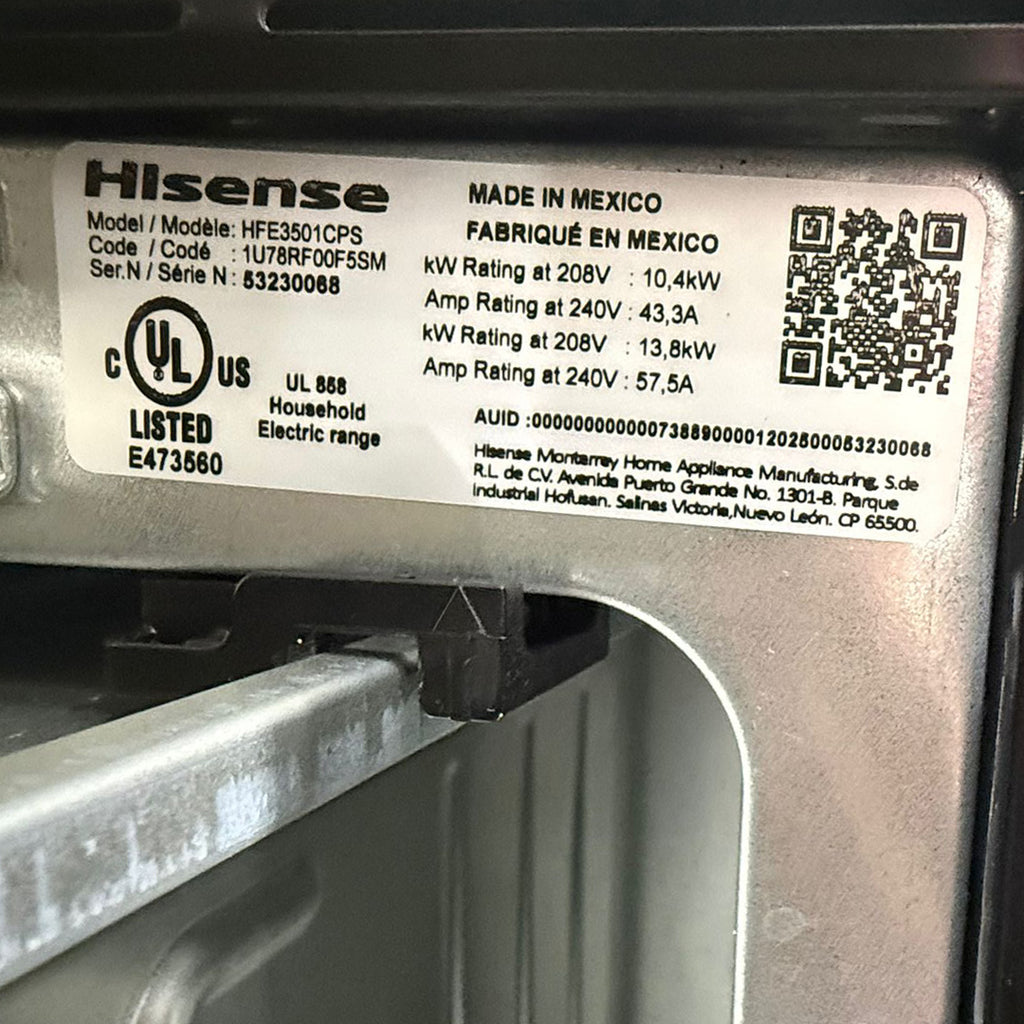 HIsense
Model / Modèle: HFE3501CPS
Code / Codé : 1U78RF00F5SM
Ser.N / Série N : 53230068
C UL US
LISTED
E473560
UL 858
Household
Electric range
MADE IN MEXICO
FABRIQUÉ EN MEXICO
kW Rating at 208V : 10,4kW
Amp Rating at 240V : 43,3A
kW Rating at 208V : 13,8kW
Amp Rating at 240V : 57,5A
AUID :0000000000007388900001202500053230068
Hisense Monterrey Home Appliance Manufacturing, S.de
R.L. de C.V. Avenida Puerto Grande No. 1301-B. Parque
Industrial Hofusan. Salinas Victoria,Nuevo León. CP 65500.